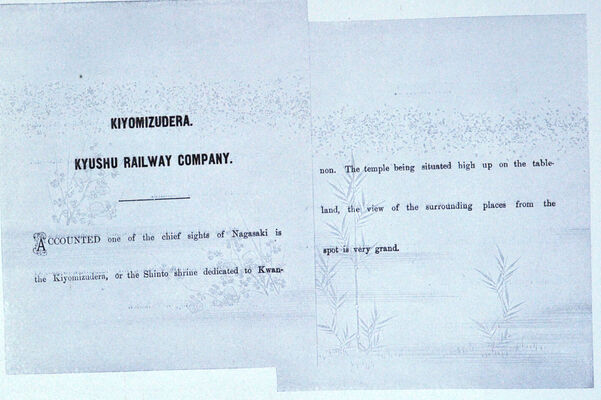 KIYOMIZUDERA.
KYUSHU RAILWAY COMPANY.
ACCOUNTED one of the chief sights of Nagasaki is
the Kiyomizudera, or the Shinto shrine dedicated to Kwan-
non. The temple being situated high up on the table-
land, the view of the surrounding places from the
spot is very grand.